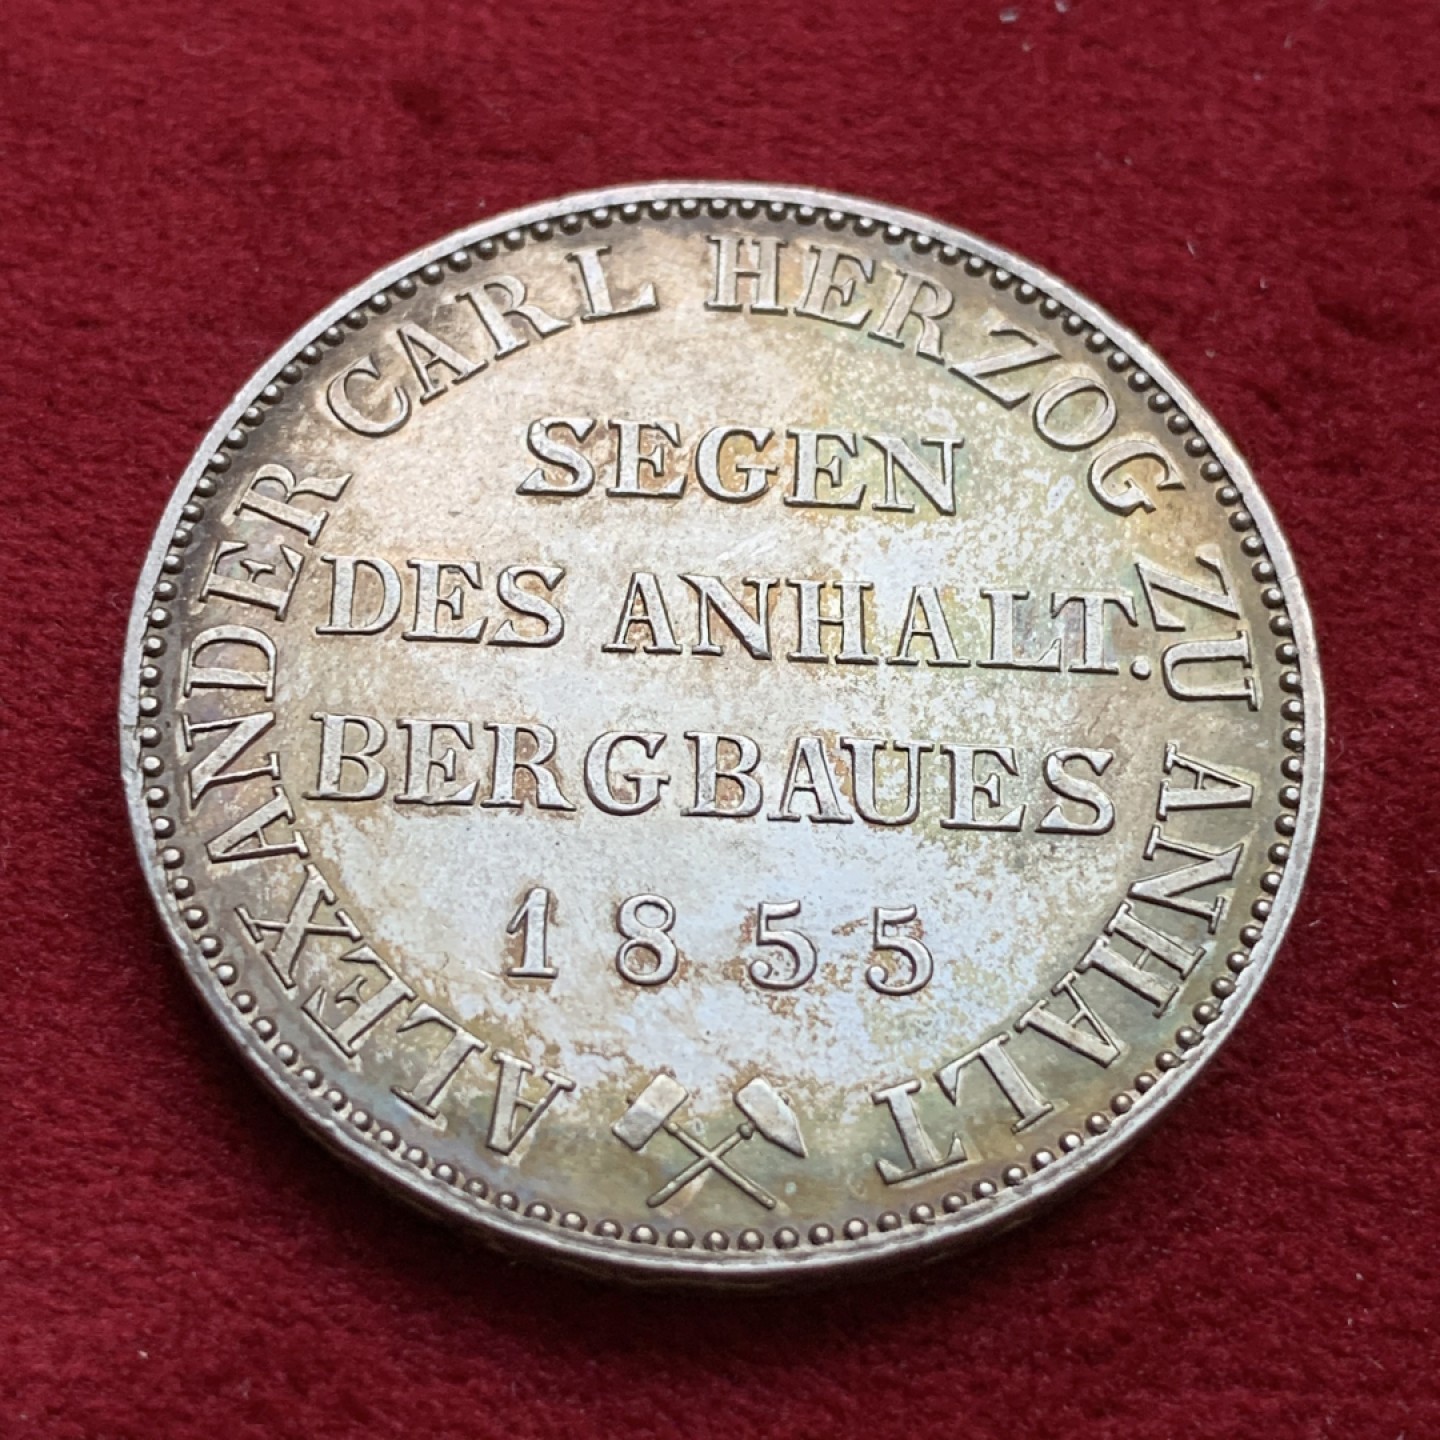 ALEXANDER CARL HERZOG ZU ANHALT
SEGEN
DES ANHALT.
BERGBAUES
1855